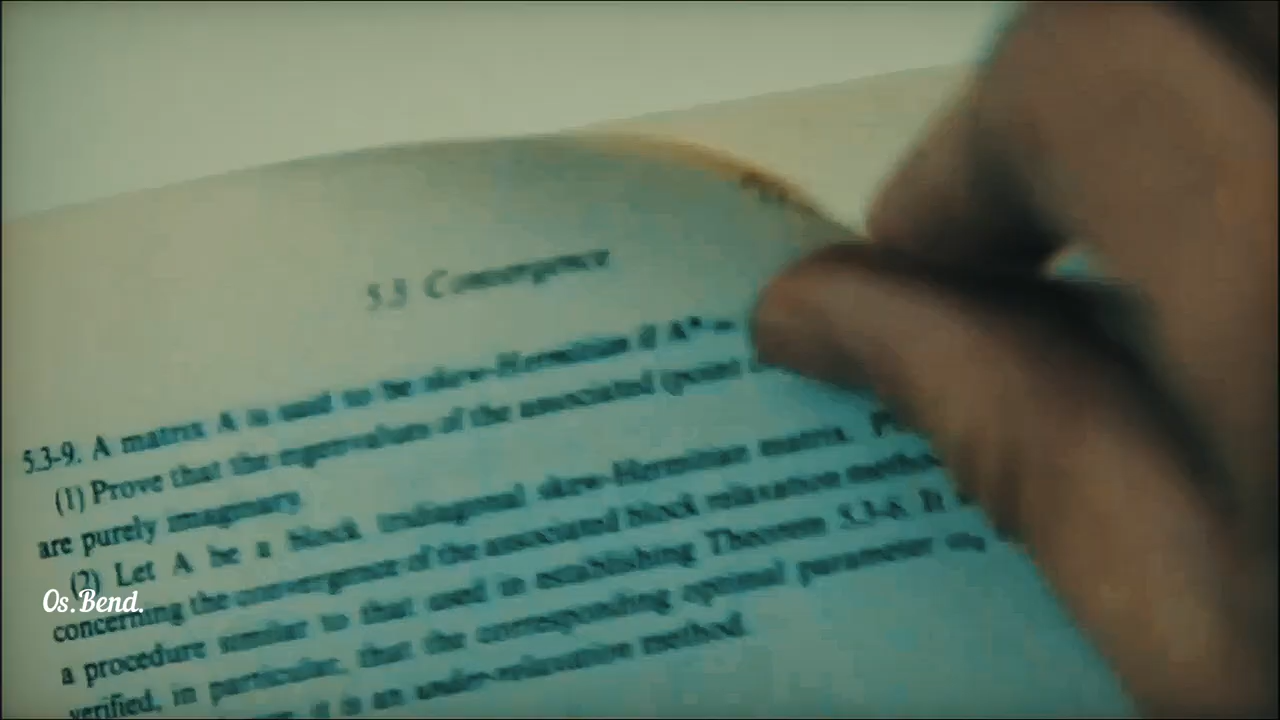 5.3 Convergence
5.3-9. A matrix A is said to be skew-Hermitian if A* =
(1) Prove that the eigenvalues of the associated (point
are purely imaginary.
(2) Let A be a block tridiagonal skew-Hermitian matrix.
concerning the convergence of the associated block relaxation method
a procedure similar to that used in establishing Theorem 5.3-6. It
verified, in particular, that the corresponding optimal parameter
it is an under-relaxation method.
Os.Bend.